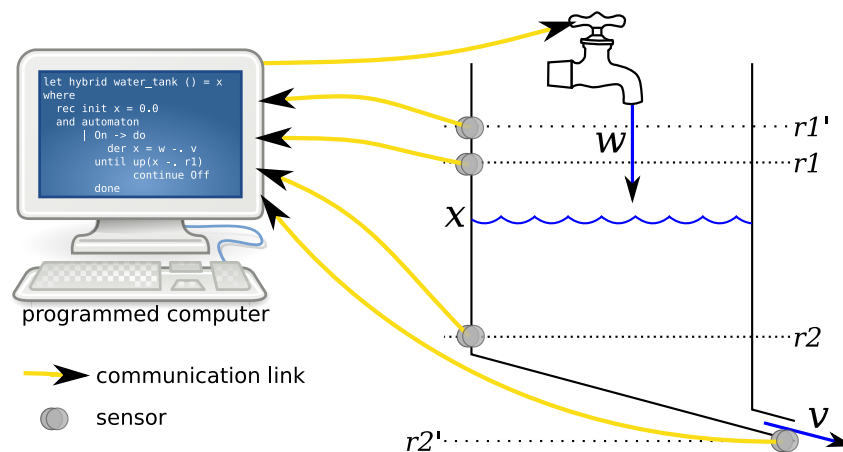 let hybrid water_tank () = x
where
rec init x = 0.0
and automaton
| On -> do
der x = w -. v
until up(x -. r1)
continue Off
done
programmed computer
communication link
sensor
r1'
w
r1
x
r2
v
r2'